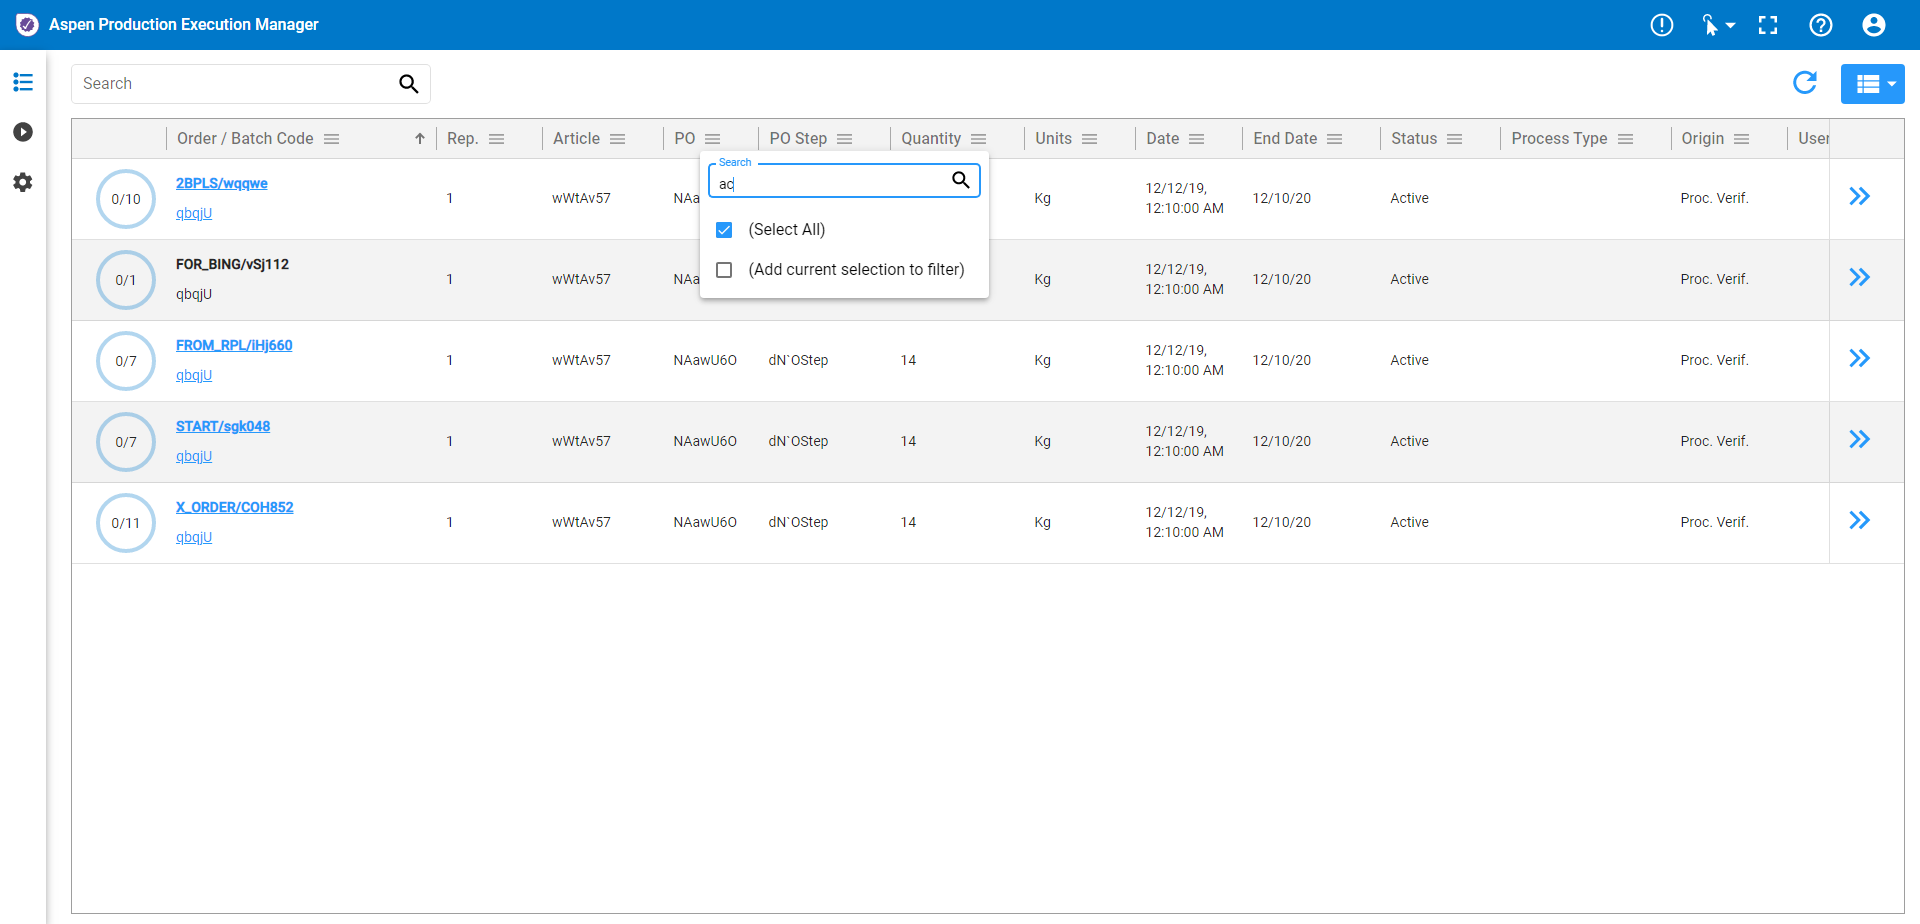 Aspen Production Execution Manager
Search
Order / Batch Code
Rep.
Article
PO
PO Step
Quantity
Units
Date
End Date
Status
Process Type
Origin
User
0/10
2BPLS/wqqwe
qbqjU
1
wWtAv57
NAa
Kg
12/12/19,
12:10:00 AM
12/10/20
Active
Proc. Verif.
Search
ad
(Select All)
(Add current selection to filter)
0/1
FOR_BING/vSj112
qbqjU
1
wWtAv57
NAa
Kg
12/12/19,
12:10:00 AM
12/10/20
Active
Proc. Verif.
0/7
FROM_RPL/iHj660
qbqjU
1
wWtAv57
NAawU6O
dN`OStep
14
Kg
12/12/19,
12:10:00 AM
12/10/20
Active
Proc. Verif.
0/7
START/sgk048
qbqjU
1
wWtAv57
NAawU6O
dN`OStep
14
Kg
12/12/19,
12:10:00 AM
12/10/20
Active
Proc. Verif.
0/11
X_ORDER/COH852
qbqjU
1
wWtAv57
NAawU6O
dN`OStep
14
Kg
12/12/19,
12:10:00 AM
12/10/20
Active
Proc. Verif.